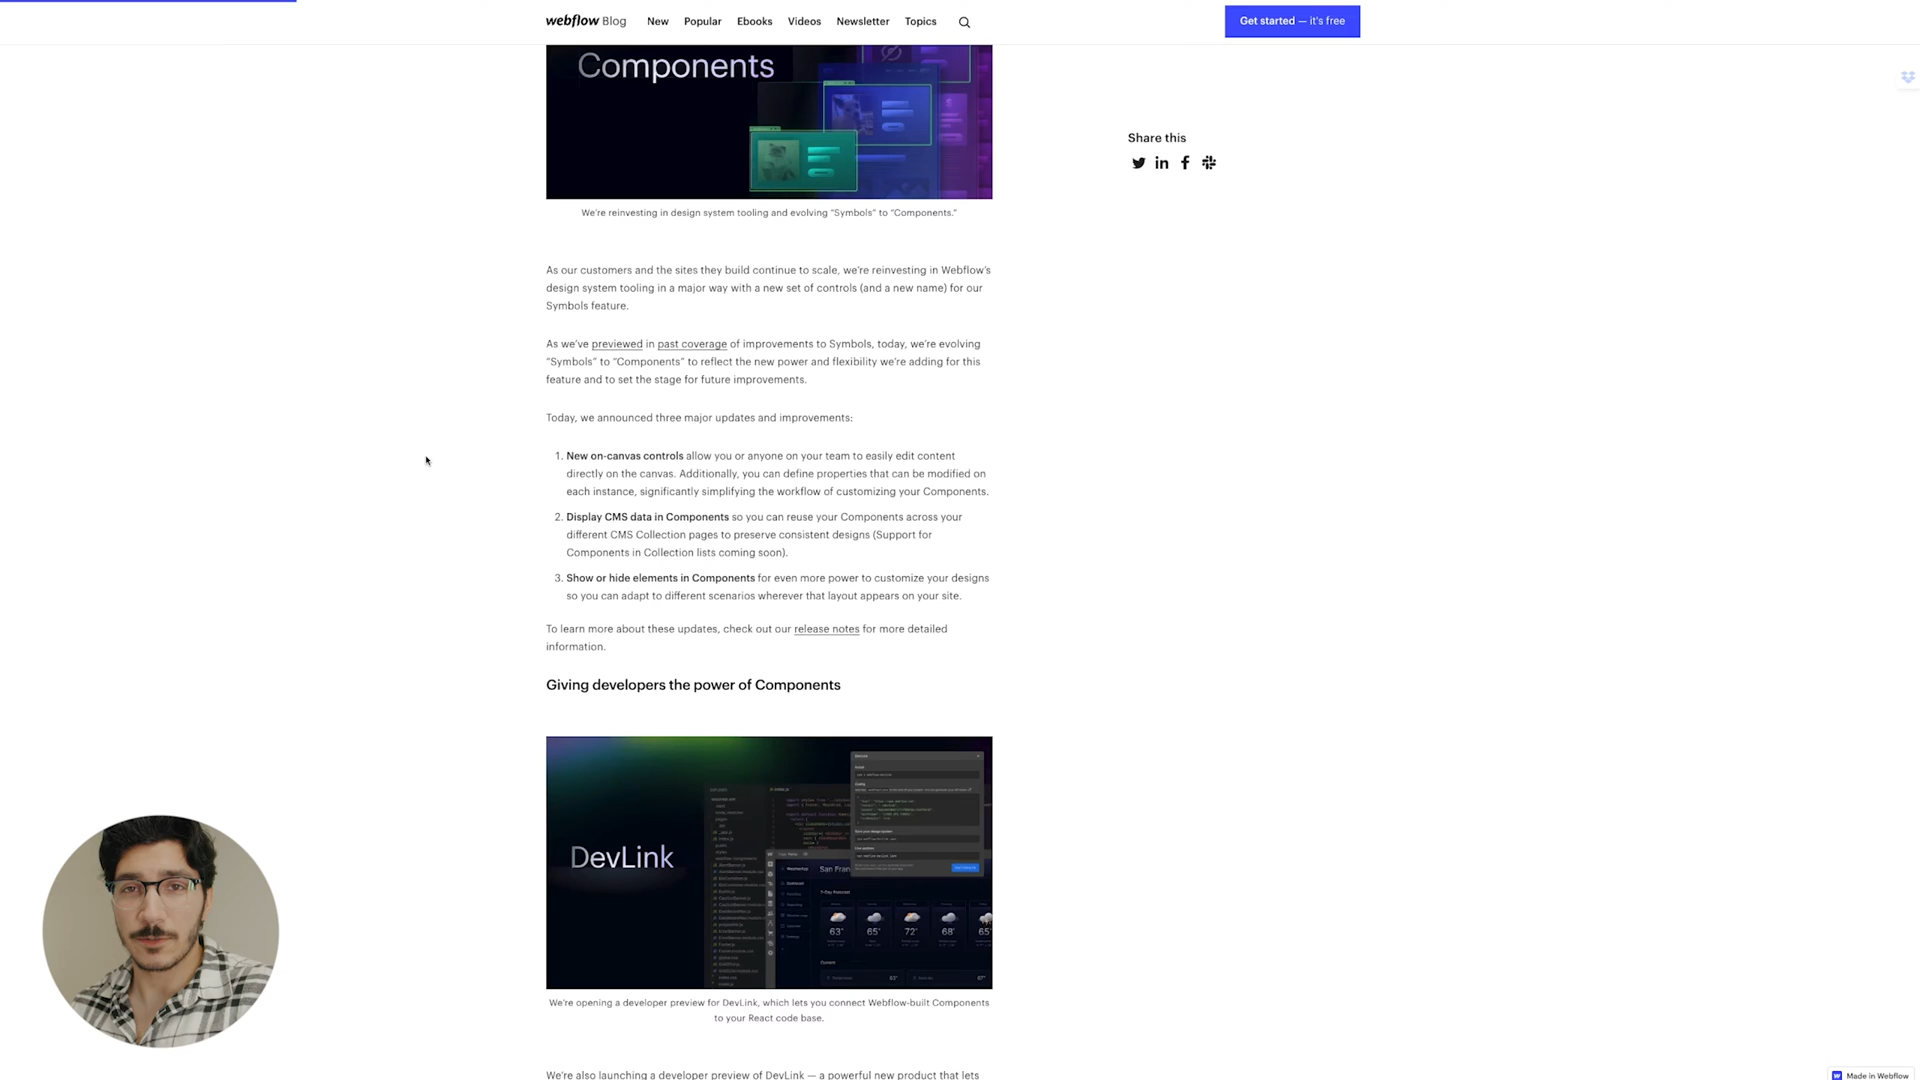 webflow Blog New Popular Ebooks Videos Newsletter Topics
Get started — it's free
Components
Share this
We're reinvesting in design system tooling and evolving “Symbols” to “Components.”
As our customers and the sites they build continue to scale, we're reinvesting in Webflow's
design system tooling in a major way with a new set of controls (and a new name) for our
Symbols feature.
As we've previewed in past coverage of improvements to Symbols, today, we're evolving
“Symbols” to “Components” to reflect the new power and flexibility we're adding for this
feature and to set the stage for future improvements.
Today, we announced three major updates and improvements:
1. New on-canvas controls allow you or anyone on your team to easily edit content
directly on the canvas. Additionally, you can define properties that can be modified on
each instance, significantly simplifying the workflow of customizing your Components.
2. Display CMS data in Components so you can reuse your Components across your
different CMS Collection pages to preserve consistent designs (Support for
Components in Collection lists coming soon).
3. Show or hide elements in Components for even more power to customize your designs
so you can adapt to different scenarios wherever that layout appears on your site.
To learn more about these updates, check out our release notes for more detailed
information.
Giving developers the power of Components
DevLink
San Fran
7-Day Forecast
63° 65° 72° 68° 65°
Current
We're opening a developer preview for DevLink, which lets you connect Webflow-built Components
to your React code base.
We're also launching a developer preview of DevLink — a powerful new product that lets
Made in Webflow